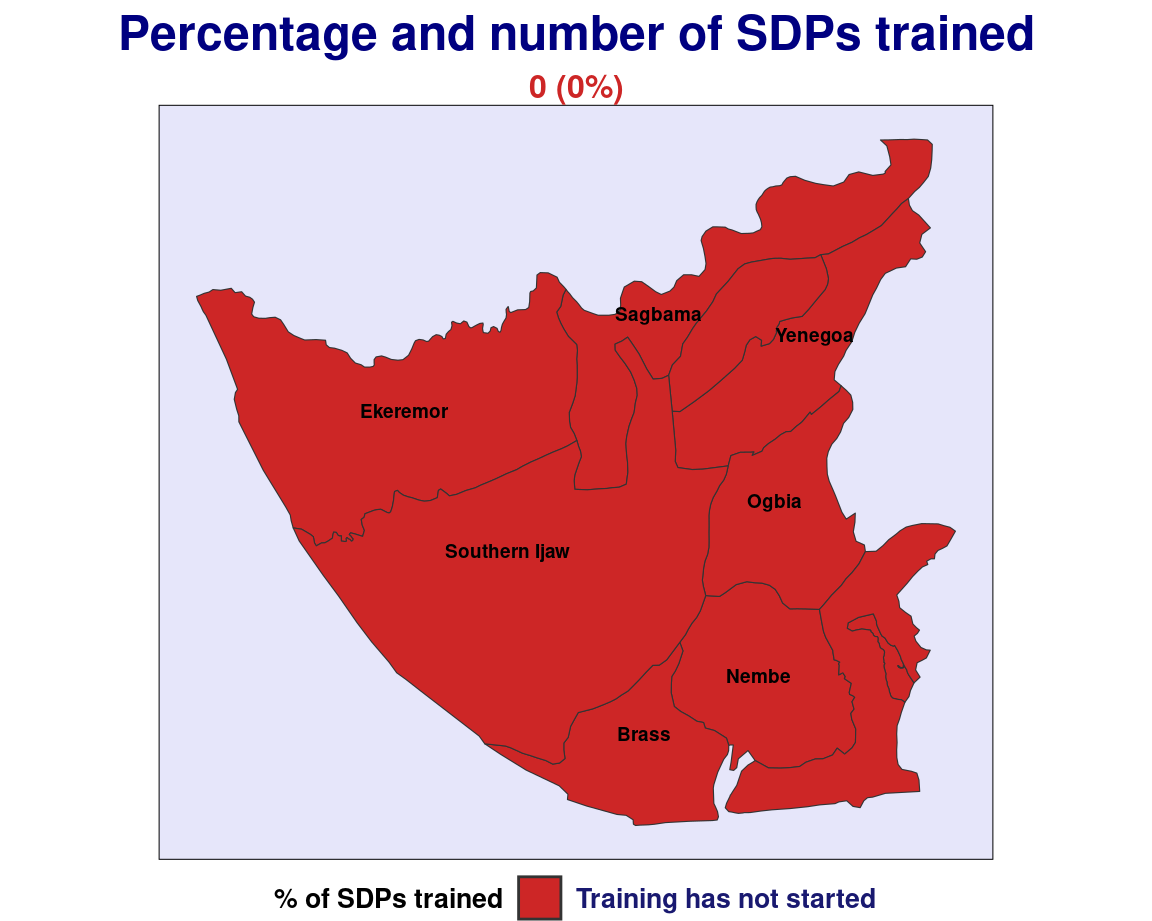 Percentage and number of SDPs trained
0 (0%)
Sagbama
Yenegoa
Ekeremor
Ogbia
Southern Ijaw
Nembe
Brass
% of SDPs trained Training has not started